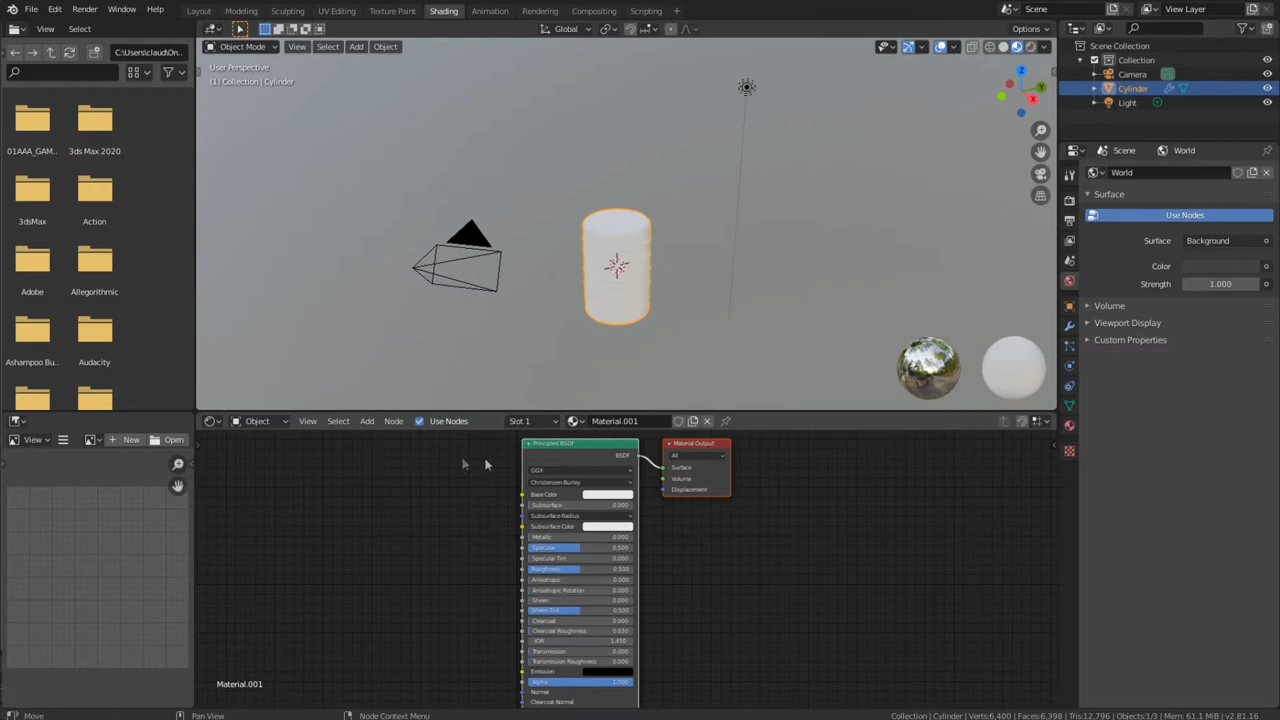 File Edit Render Window Help Layout Modeling Sculpting UV Editing Texture Paint Shading Animation Rendering Compositing Scripting + Scene View Layer
View Select Global Options
C:\Users\claud\On... Object Mode View Select Add Object
User Perspective
(1) Collection | Cylinder
Z
Y
X
Scene Collection
Collection
Camera
Cylinder
Light
01AAA_GAM... 3ds Max 2020
3dsMax Action
Adobe Allegorithmic
Ashampoo Bu... Audacity
Scene World
World
Surface
Use Nodes
Surface Background
Color
Strength 1.000
Volume
Viewport Display
Custom Properties
Object View Select Add Node Use Nodes Slot 1 Material.001
View New Open
Principled BSDF
BSDF
GGX
Christensen-Burley
Base Color
Subsurface 0.000
Subsurface Radius
Subsurface Color
Metallic 0.000
Specular 0.500
Specular Tint 0.000
Roughness 0.500
Anisotropic 0.000
Anisotropic Rotation 0.000
Sheen 0.000
Sheen Tint 0.500
Clearcoat 0.000
Clearcoat Roughness 0.030
IOR 1.450
Transmission 0.000
Transmission Roughness 0.000
Emission
Alpha 1.000
Normal
Clearcoat Normal
Material Output
All
Surface
Volume
Displacement
Material.001
Move Pan View Node Context Menu Collection | Cylinder | Verts:6,400 | Faces:6,398 | Tris:12,796 | Objects:1/3 | Mem: 61.1 MiB | v2.81.16